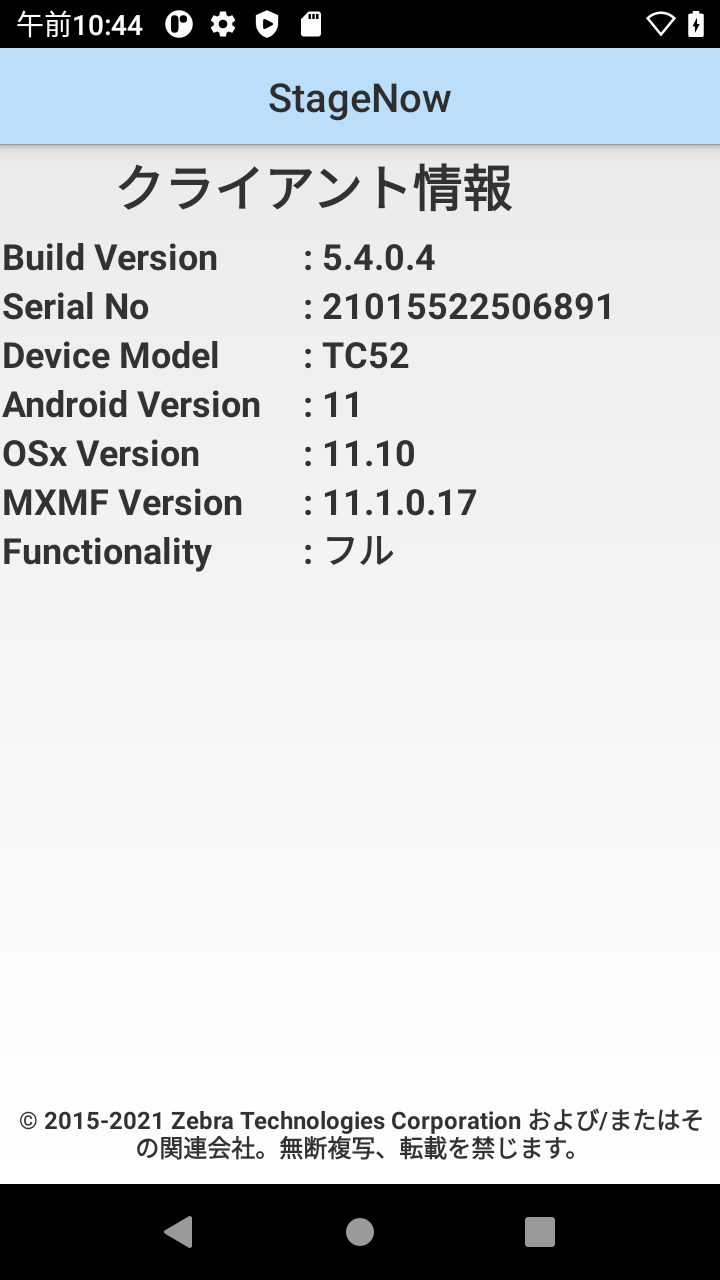 午前10:44
StageNow
クライアント情報
Build Version : 5.4.0.4
Serial No : 21015522506891
Device Model : TC52
Android Version : 11
OSx Version : 11.10
MXMF Version : 11.1.0.17
Functionality : フル
© 2015-2021 Zebra Technologies Corporation および/またはそ
の関連会社。無断複写、転載を禁じます。